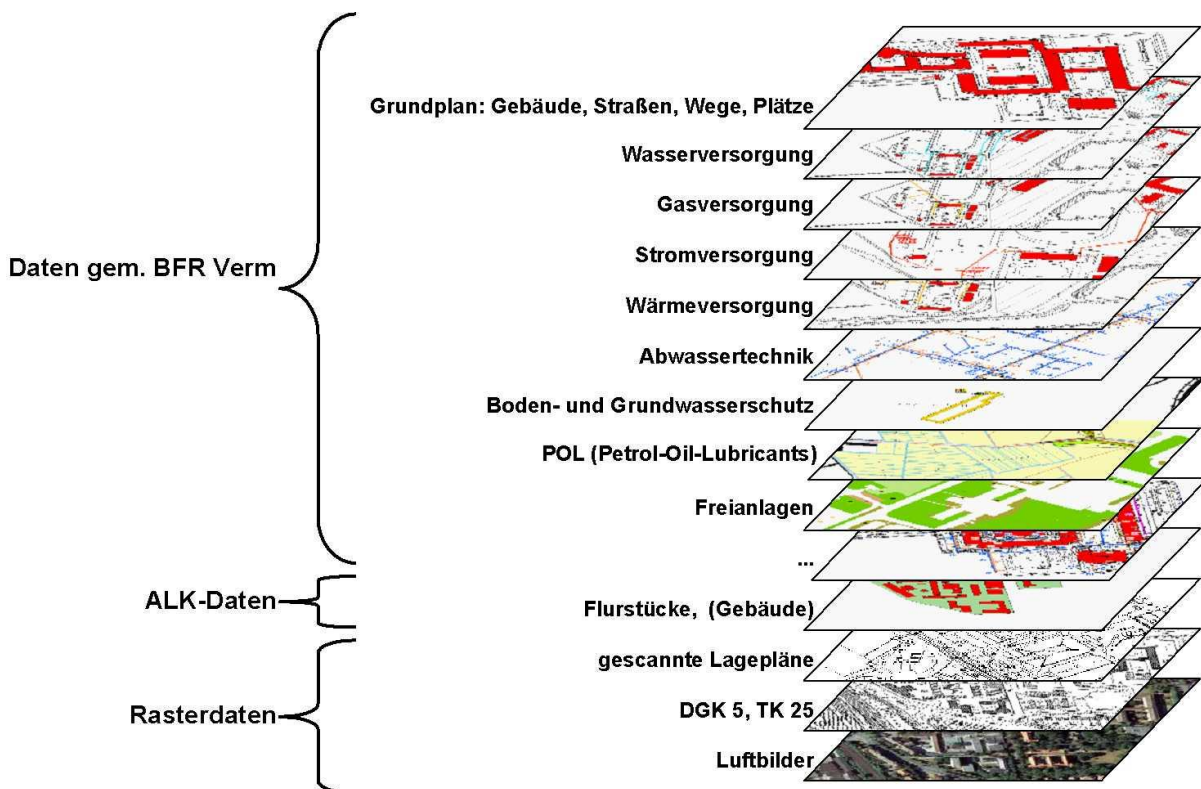 Grundplan: Gebäude, Straßen, Wege, Plätze
Wasserversorgung
Gasversorgung
Stromversorgung
Daten gem. BFR Verm
Wärmeversorgung
Abwassertechnik
Boden- und Grundwasserschutz
POL (Petrol-Oil-Lubricants)
Freianlagen
...
ALK-Daten
Flurstücke, (Gebäude)
gescannte Lagepläne
Rasterdaten
DGK 5, TK 25
Luftbilder